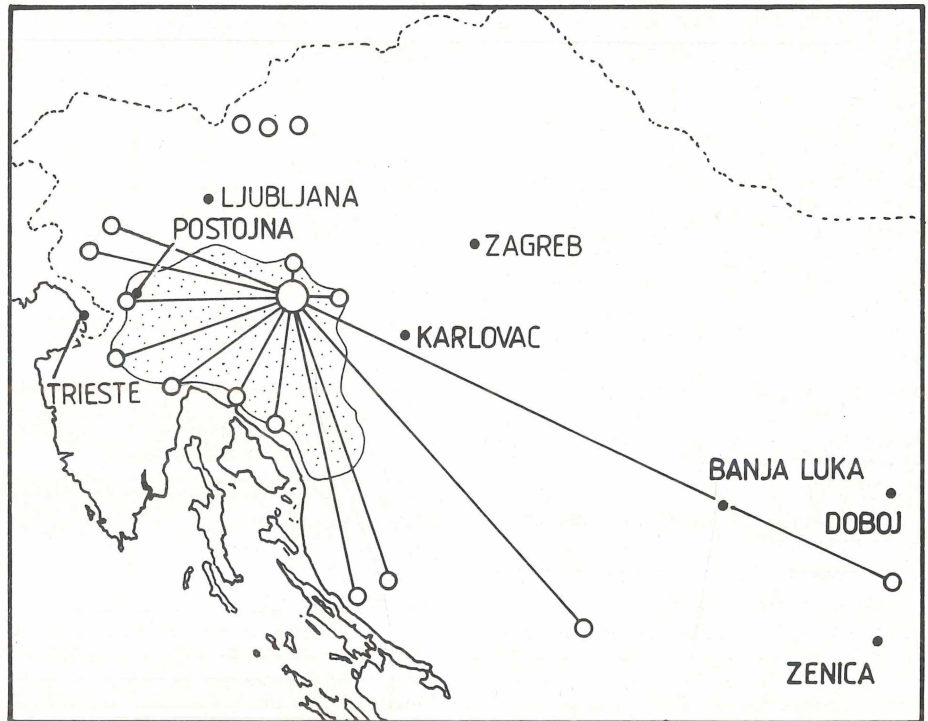 LJUBLJANA
POSTOJNA
ZAGREB
KARLOVAC
TRIESTE
BANJA LUKA
DOBOJ
ZENICA